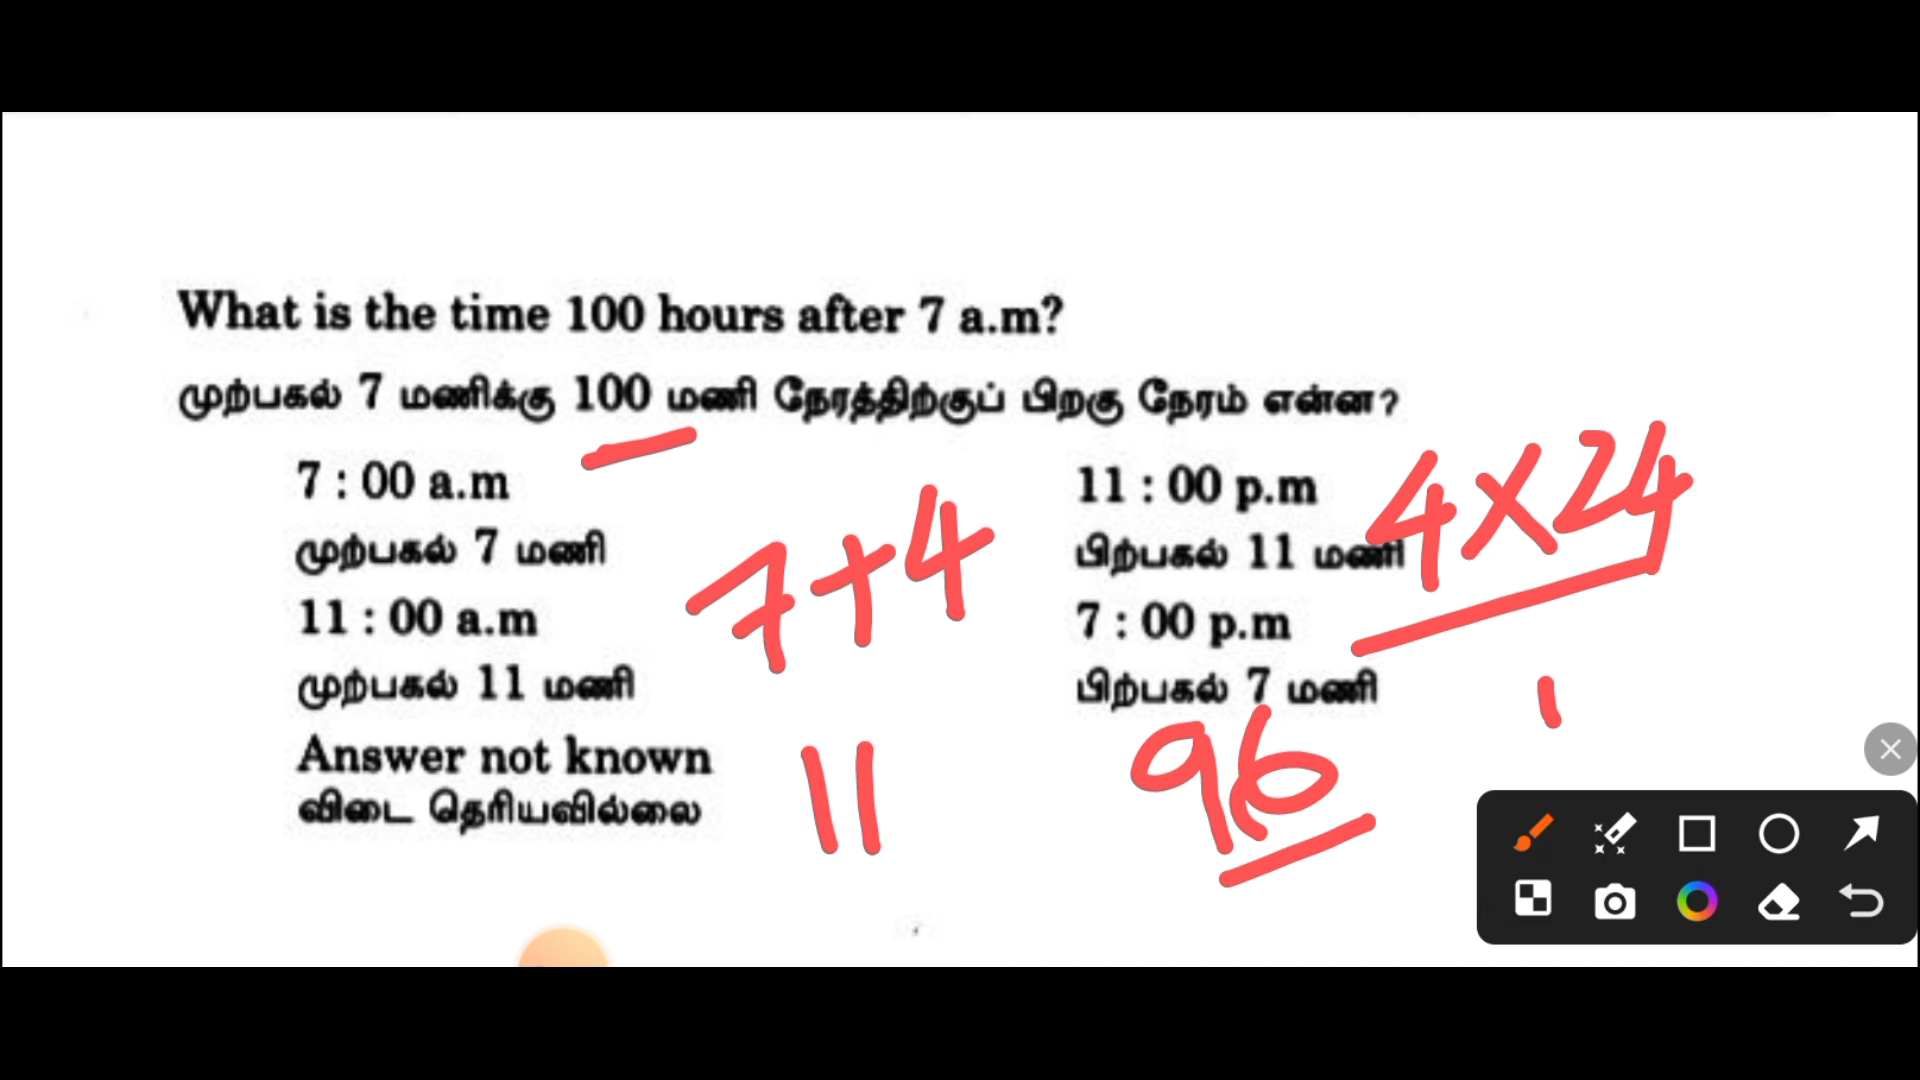 What is the time 100 hours after 7 a.m?
முற்பகல் 7 மணிக்கு 100 மணி நேரத்திற்குப் பிறகு நேரம் என்ன?
7 : 00 a.m
முற்பகல் 7 மணி
11 : 00 p.m
பிற்பகல் 11 மணி
4×24
7+4
11 : 00 a.m
முற்பகல் 11 மணி
7 : 00 p.m
பிற்பகல் 7 மணி
Answer not known
விடை தெரியவில்லை
11
96